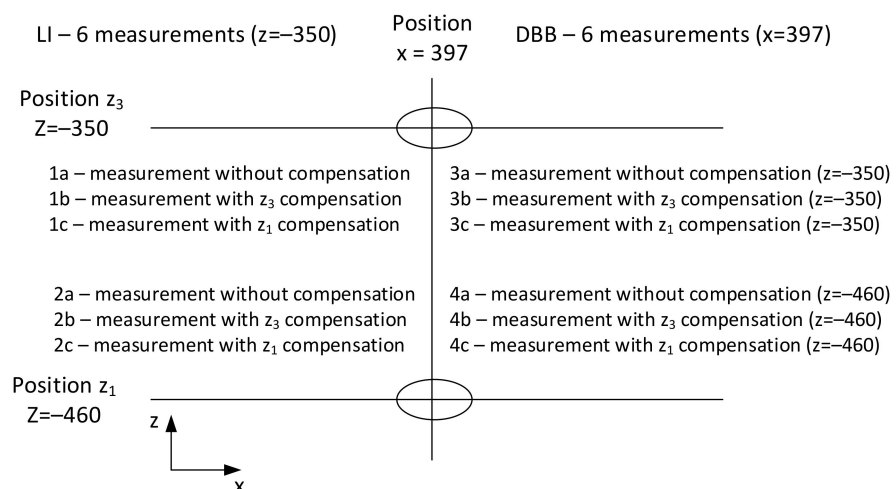 LI – 6 measurements (z=–350)
Position
x = 397
DBB – 6 measurements (x=397)
Position z₃
Z=–350
1a – measurement without compensation
1b – measurement with z₃ compensation
1c – measurement with z₁ compensation
3a – measurement without compensation (z=–350)
3b – measurement with z₃ compensation (z=–350)
3c – measurement with z₁ compensation (z=–350)
2a – measurement without compensation
2b – measurement with z₃ compensation
2c – measurement with z₁ compensation
4a – measurement without compensation (z=–460)
4b – measurement with z₃ compensation (z=–460)
4c – measurement with z₁ compensation (z=–460)
Position z₁
Z=–460
z
x